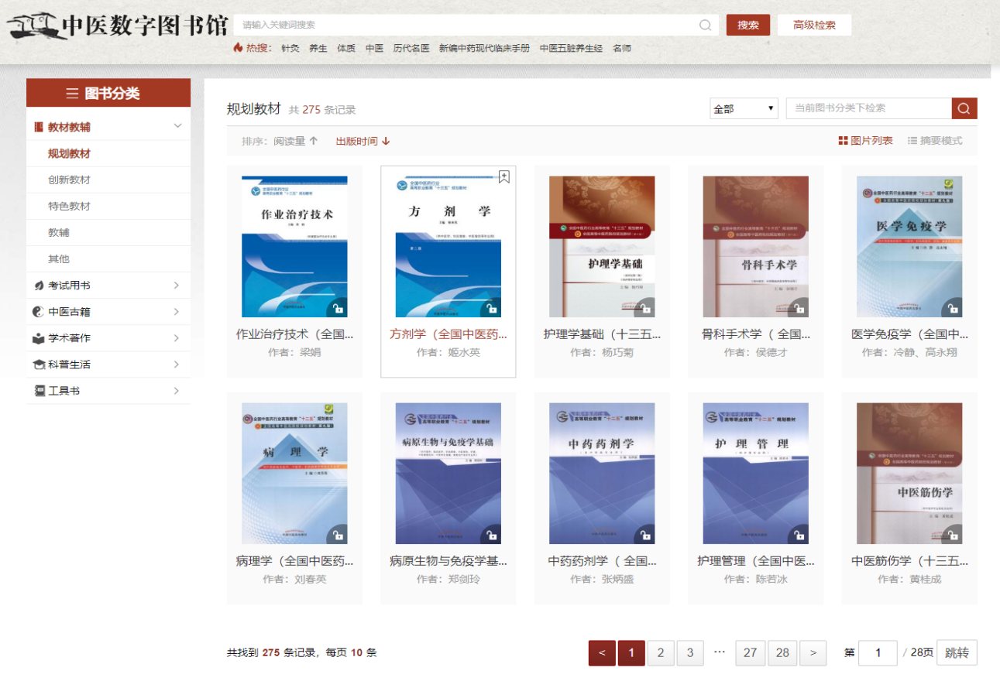 中医数字图书馆
请输入关键词搜索
搜索
高级检索
热搜： 针灸 养生 体质 中医 历代名医 新编中药现代临床手册 中医五脏养生经 名师
图书分类
教材教辅
规划教材
创新教材
特色教材
教辅
其他
考试用书
中医古籍
学术著作
科普生活
工具书
规划教材 共 275 条记录
全部
当前图书分类下检索
排序： 阅读量 出版时间
图片列表 摘要模式
作业治疗技术
作业治疗技术（全国...
作者：梁娟
方 剂 学
方剂学（全国中医药...
作者：姬水英
护理学基础
护理学基础（十三五...
作者：杨巧菊
骨科手术学
骨科手术学（ 全国...
作者：侯德才
医学免疫学
医学免疫学（全国中...
作者：冷静、高永翔
病 理 学
病理学（全国中医药...
作者：刘春英
病原生物与免疫学基础
病原生物与免疫学基...
作者：郑剑玲
中药药剂学
中药药剂学（ 全国...
作者：张炳盛
护 理 管 理
护理管理（全国中医...
作者：陈若冰
中医筋伤学
中医筋伤学（十三五...
作者：黄桂成
共找到 275 条记录，每页 10 条
< 1 2 3 ··· 27 28 >
第 1 / 28页 跳转